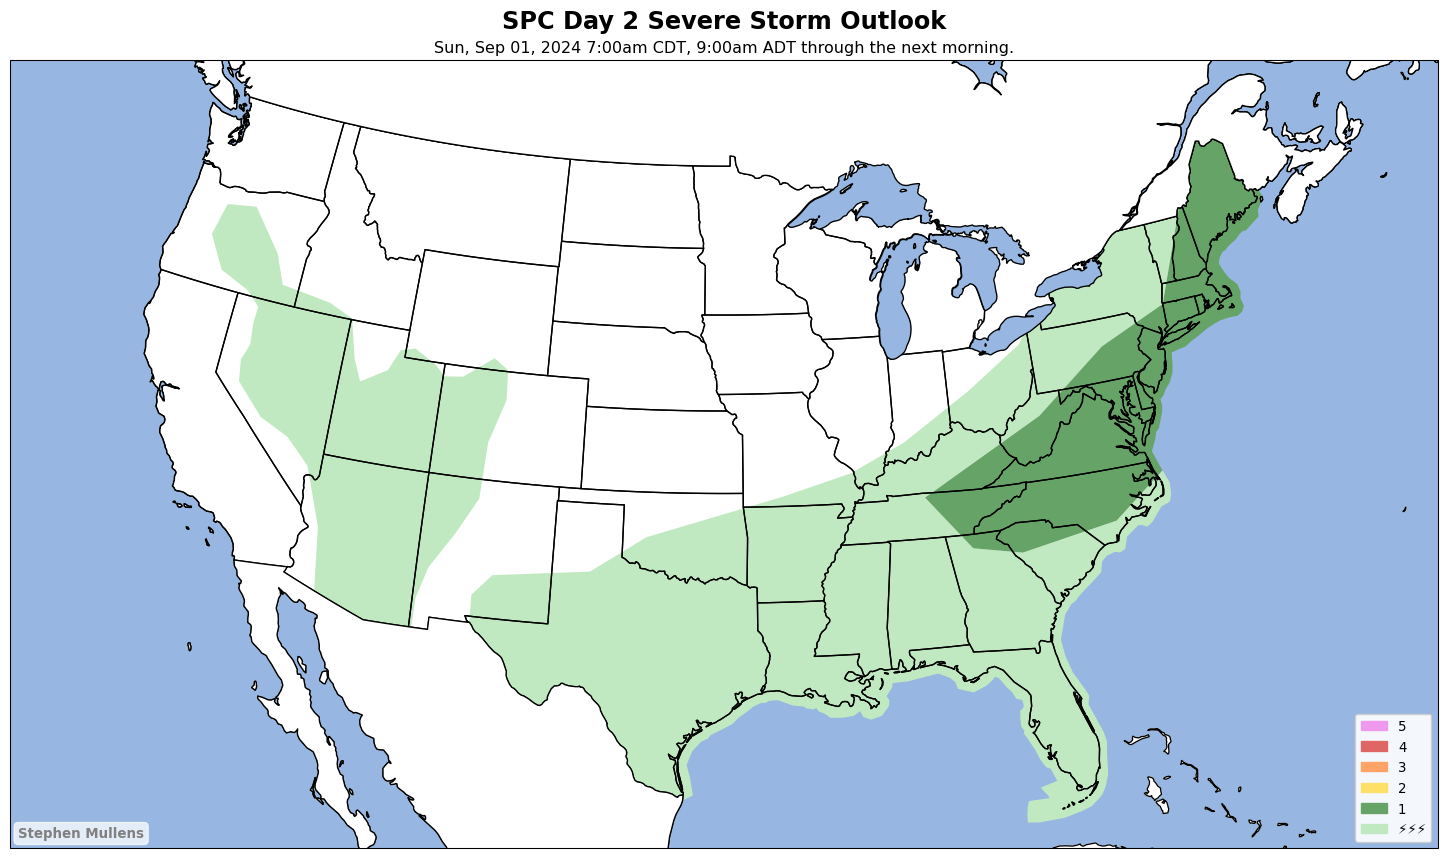 SPC Day 2 Severe Storm Outlook
Sun, Sep 01, 2024 7:00am CDT, 9:00am ADT through the next morning.
5
4
3
2
1
⚡⚡⚡
Stephen Mullens